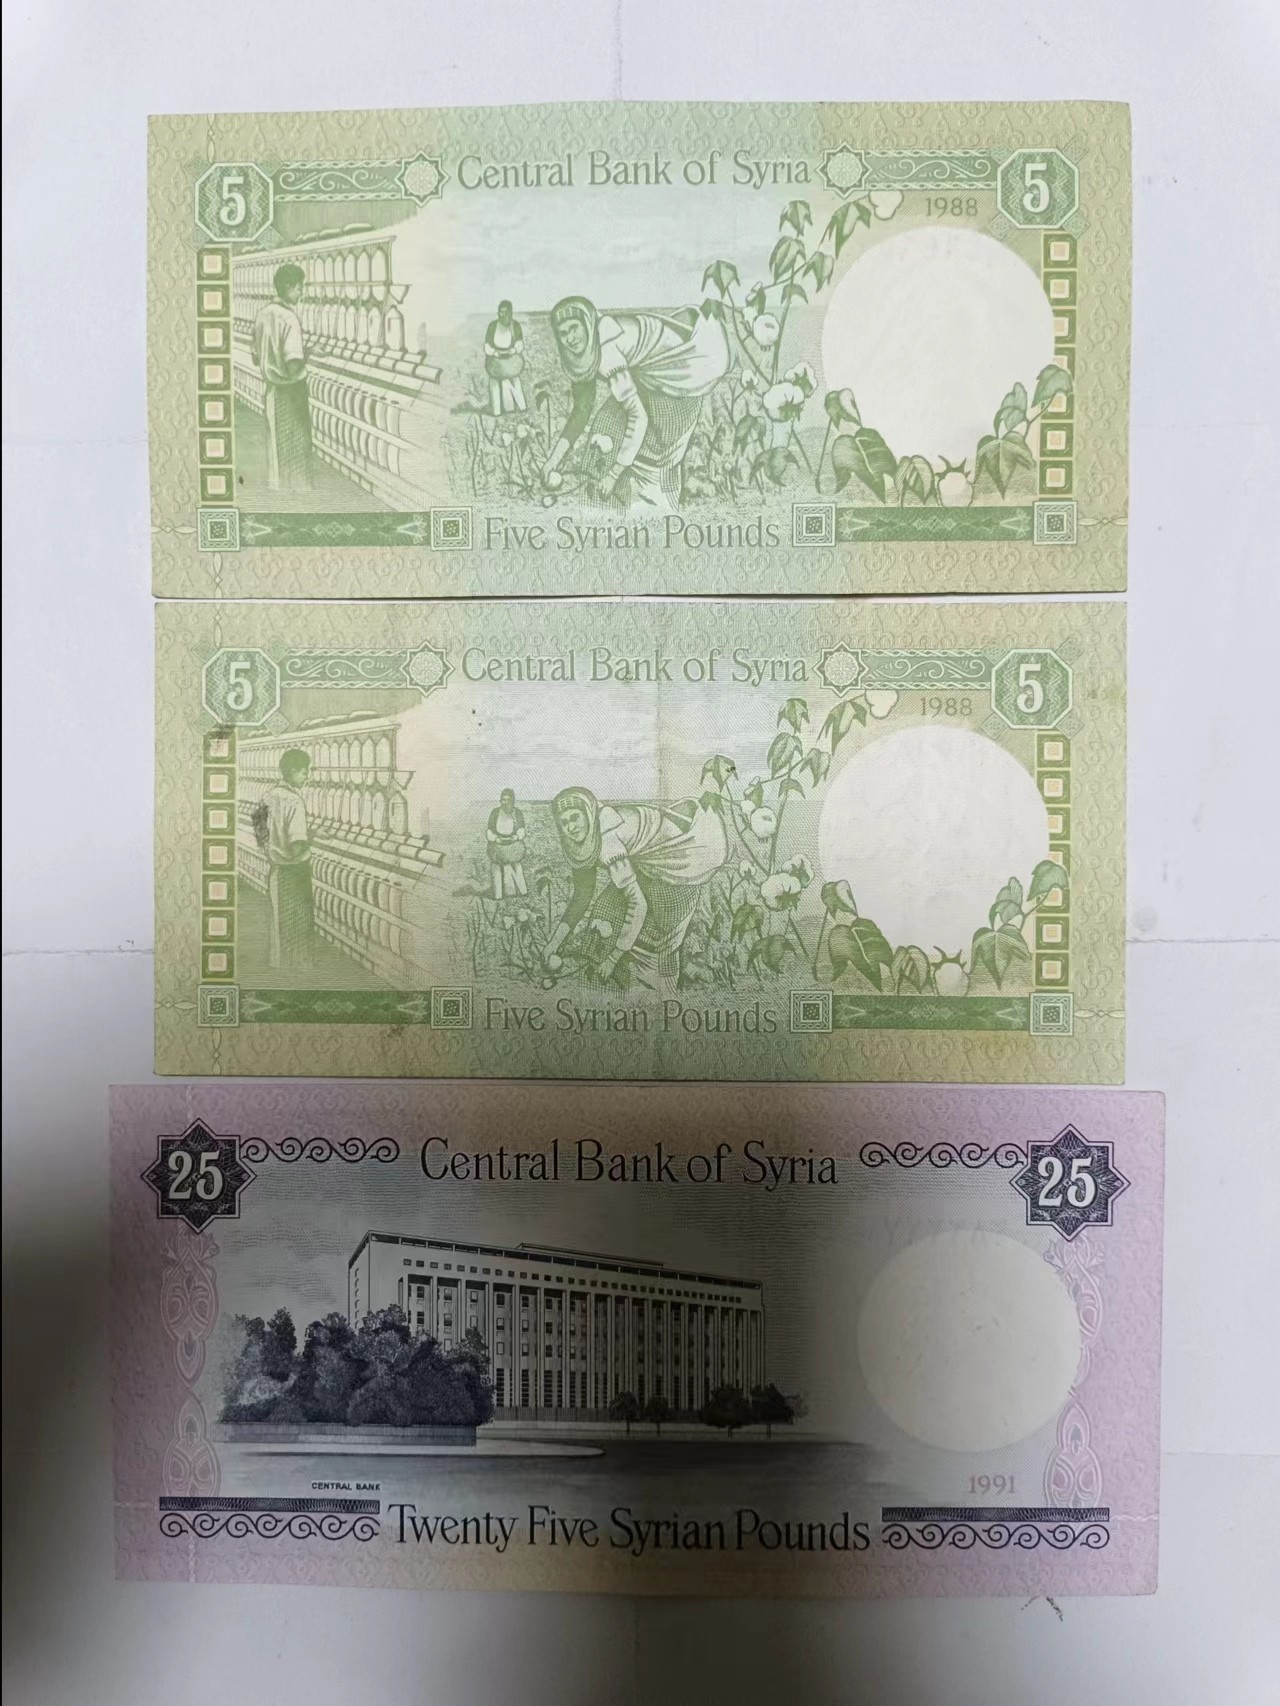 5 Central Bank of Syria 5
1988
Five Syrian Pounds
5 Central Bank of Syria 5
1988
Five Syrian Pounds
25 Central Bank of Syria 25
CENTRAL BANK
1991
Twenty Five Syrian Pounds